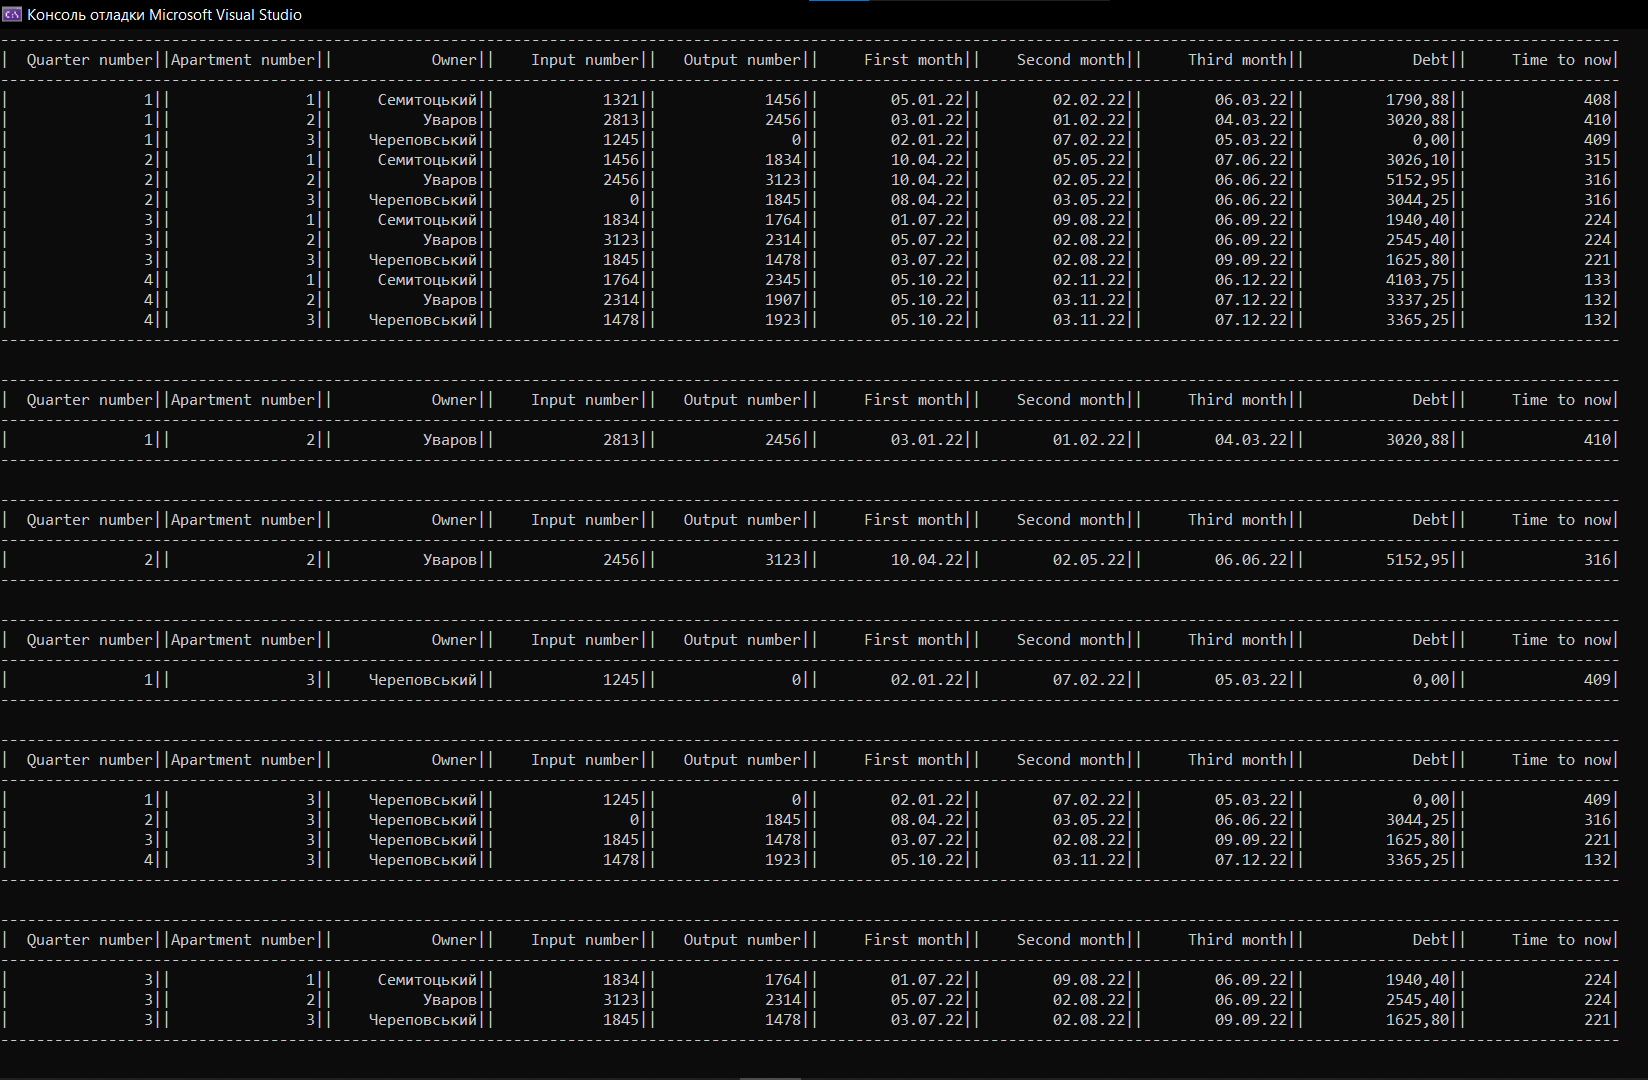 Консоль отладки Microsoft Visual Studio
--------------------------------------------------------------------------------------------------------------------------------------------------------------------------------------
|  Quarter number||Apartment number||           Owner||    Input number||   Output number||     First month||    Second month||     Third month||            Debt||     Time to now|
--------------------------------------------------------------------------------------------------------------------------------------------------------------------------------------
|               1||               1||     Семитоцький||            1321||            1456||        05.01.22||        02.02.22||        06.03.22||         1790,88||             408|
|               1||               2||          Уваров||            2813||            2456||        03.01.22||        01.02.22||        04.03.22||         3020,88||             410|
|               1||               3||    Череповський||            1245||               0||        02.01.22||        07.02.22||        05.03.22||            0,00||             409|
|               2||               1||     Семитоцький||            1456||            1834||        10.04.22||        05.05.22||        07.06.22||         3026,10||             315|
|               2||               2||          Уваров||            2456||            3123||        10.04.22||        02.05.22||        06.06.22||         5152,95||             316|
|               2||               3||    Череповський||               0||            1845||        08.04.22||        03.05.22||        06.06.22||         3044,25||             316|
|               3||               1||     Семитоцький||            1834||            1764||        01.07.22||        09.08.22||        06.09.22||         1940,40||             224|
|               3||               2||          Уваров||            3123||            2314||        05.07.22||        02.08.22||        06.09.22||         2545,40||             224|
|               3||               3||    Череповський||            1845||            1478||        03.07.22||        02.08.22||        09.09.22||         1625,80||             221|
|               4||               1||     Семитоцький||            1764||            2345||        05.10.22||        02.11.22||        06.12.22||         4103,75||             133|
|               4||               2||          Уваров||            2314||            1907||        05.10.22||        03.11.22||        07.12.22||         3337,25||             132|
|               4||               3||    Череповський||            1478||            1923||        05.10.22||        03.11.22||        07.12.22||         3365,25||             132|
--------------------------------------------------------------------------------------------------------------------------------------------------------------------------------------
--------------------------------------------------------------------------------------------------------------------------------------------------------------------------------------
|  Quarter number||Apartment number||           Owner||    Input number||   Output number||     First month||    Second month||     Third month||            Debt||     Time to now|
--------------------------------------------------------------------------------------------------------------------------------------------------------------------------------------
|               1||               2||          Уваров||            2813||            2456||        03.01.22||        01.02.22||        04.03.22||         3020,88||             410|
--------------------------------------------------------------------------------------------------------------------------------------------------------------------------------------
--------------------------------------------------------------------------------------------------------------------------------------------------------------------------------------
|  Quarter number||Apartment number||           Owner||    Input number||   Output number||     First month||    Second month||     Third month||            Debt||     Time to now|
--------------------------------------------------------------------------------------------------------------------------------------------------------------------------------------
|               2||               2||          Уваров||            2456||            3123||        10.04.22||        02.05.22||        06.06.22||         5152,95||             316|
--------------------------------------------------------------------------------------------------------------------------------------------------------------------------------------
--------------------------------------------------------------------------------------------------------------------------------------------------------------------------------------
|  Quarter number||Apartment number||           Owner||    Input number||   Output number||     First month||    Second month||     Third month||            Debt||     Time to now|
--------------------------------------------------------------------------------------------------------------------------------------------------------------------------------------
|               1||               3||    Череповський||            1245||               0||        02.01.22||        07.02.22||        05.03.22||            0,00||             409|
--------------------------------------------------------------------------------------------------------------------------------------------------------------------------------------
--------------------------------------------------------------------------------------------------------------------------------------------------------------------------------------
|  Quarter number||Apartment number||           Owner||    Input number||   Output number||     First month||    Second month||     Third month||            Debt||     Time to now|
--------------------------------------------------------------------------------------------------------------------------------------------------------------------------------------
|               1||               3||    Череповський||            1245||               0||        02.01.22||        07.02.22||        05.03.22||            0,00||             409|
|               2||               3||    Череповський||               0||            1845||        08.04.22||        03.05.22||        06.06.22||         3044,25||             316|
|               3||               3||    Череповський||            1845||            1478||        03.07.22||        02.08.22||        09.09.22||         1625,80||             221|
|               4||               3||    Череповський||            1478||            1923||        05.10.22||        03.11.22||        07.12.22||         3365,25||             132|
--------------------------------------------------------------------------------------------------------------------------------------------------------------------------------------
--------------------------------------------------------------------------------------------------------------------------------------------------------------------------------------
|  Quarter number||Apartment number||           Owner||    Input number||   Output number||     First month||    Second month||     Third month||            Debt||     Time to now|
--------------------------------------------------------------------------------------------------------------------------------------------------------------------------------------
|               3||               1||     Семитоцький||            1834||            1764||        01.07.22||        09.08.22||        06.09.22||         1940,40||             224|
|               3||               2||          Уваров||            3123||            2314||        05.07.22||        02.08.22||        06.09.22||         2545,40||             224|
|               3||               3||    Череповський||            1845||            1478||        03.07.22||        02.08.22||        09.09.22||         1625,80||             221|
--------------------------------------------------------------------------------------------------------------------------------------------------------------------------------------